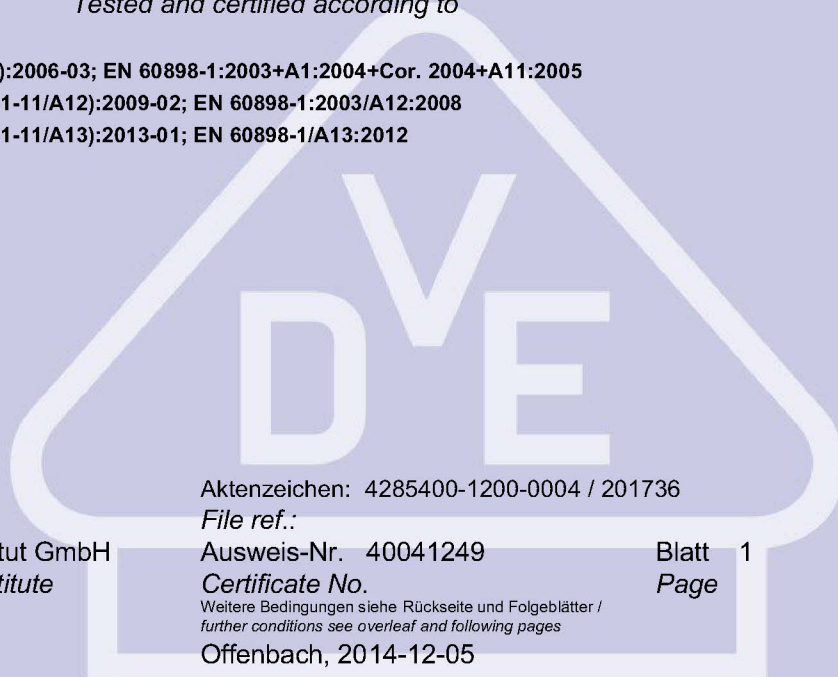 Tested and certified according to
):2006-03; EN 60898-1:2003+A1:2004+Cor. 2004+A11:2005
1-11/A12):2009-02; EN 60898-1:2003/A12:2008
1-11/A13):2013-01; EN 60898-1/A13:2012
VDE
Aktenzeichen: 4285400-1200-0004 / 201736
File ref.:
tut GmbH Ausweis-Nr. 40041249 Blatt 1
titute Certificate No. Page
Weitere Bedingungen siehe Rückseite und Folgeblätter /
further conditions see overleaf and following pages
Offenbach, 2014-12-05